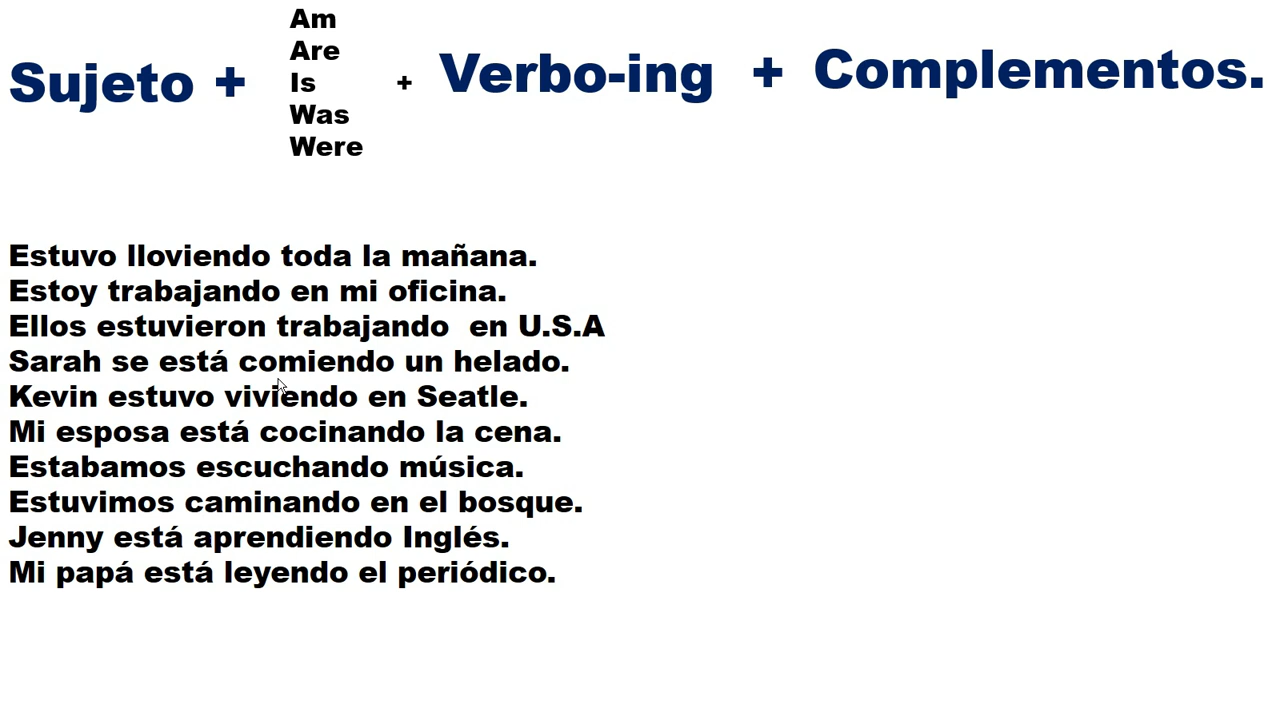 Am
Are
Sujeto + Is + Verbo-ing + Complementos.
Was
Were
Estuvo lloviendo toda la mañana.
Estoy trabajando en mi oficina.
Ellos estuvieron trabajando  en U.S.A
Sarah se está comiendo un helado.
Kevin estuvo viviendo en Seatle.
Mi esposa está cocinando la cena.
Estabamos escuchando música.
Estuvimos caminando en el bosque.
Jenny está aprendiendo Inglés.
Mi papá está leyendo el periódico.